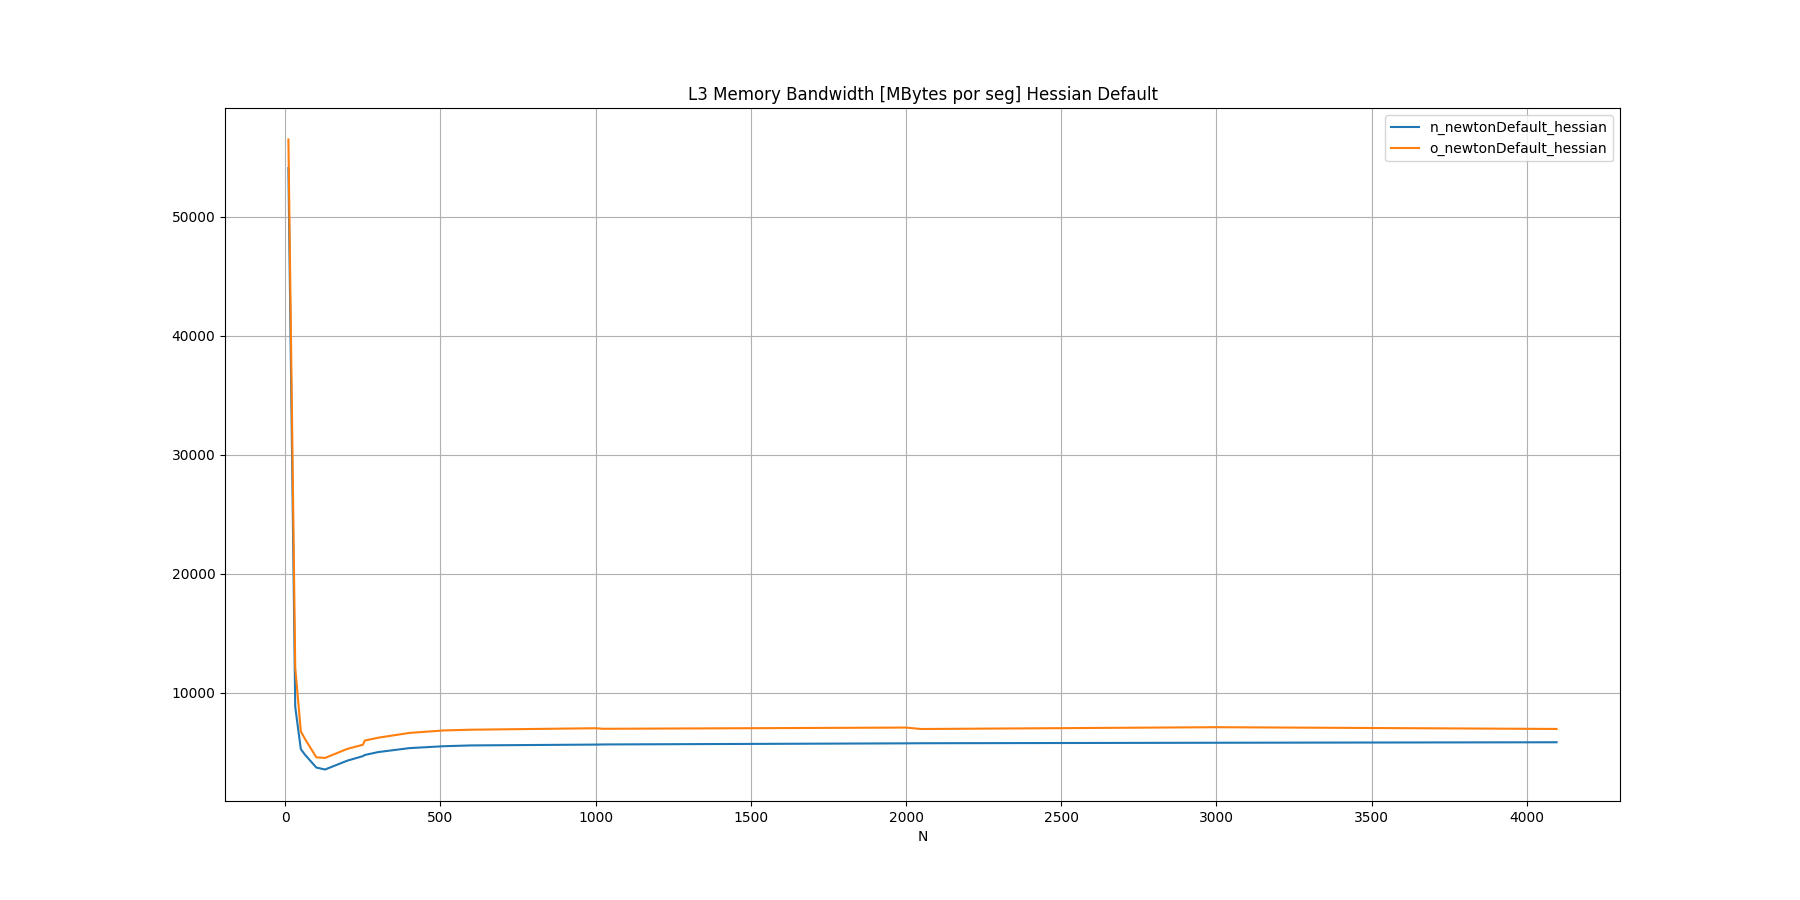 L3 Memory Bandwidth [MBytes por seg] Hessian Default
n_newtonDefault_hessian
o_newtonDefault_hessian
50000
40000
30000
20000
10000
0 500 1000 1500 2000 2500 3000 3500 4000
N